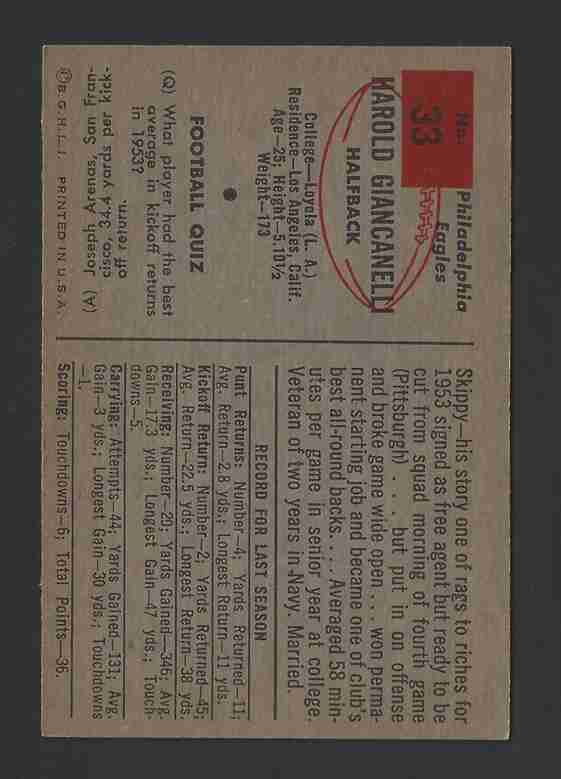 No.
33
Philadelphia
Eagles
HAROLD GIANCANELLI
HALFBACK
College—Loyola (L. A.)
Residence—Los Angeles, Calif.
Age—25; Height—5:10½
Weight—173
FOOTBALL QUIZ
(Q) What player had the best
average in kickoff returns
in 1953?
(A) Joseph Arenas, San Fran-
cisco, 34.4 yards per kick-
off return.
©B.G.H.L.I. PRINTED IN U.S.A.
Skippy—his story one of rags to riches for
1953 signed as free agent but ready to be
cut from squad morning of fourth game
(Pittsburgh) . . . but put in on offense
and broke game wide open . . . won perma-
nent starting job and became one of club's
best all-round backs. . . . Averaged 58 min-
utes per game in senior year at college.
Veteran of two years in Navy. Married.
RECORD FOR LAST SEASON
Punt Returns: Number—4; Yards Returned—11;
Avg. Return—2.8 yds.; Longest Return—11 yds.
Kickoff Return: Number—2; Yards Returned—45;
Avg. Return—22.5 yds.; Longest Return—38 yds.
Receiving: Number—20; Yards Gained—346; Avg.
Gain—17.3 yds.; Longest Gain—47 yds.; Touch-
downs—5.
Carrying: Attempts—44; Yards Gained—131; Avg.
Gain—3 yds.; Longest Gain—30 yds.; Touchdowns
—1.
Scoring: Touchdowns—6; Total Points—36.